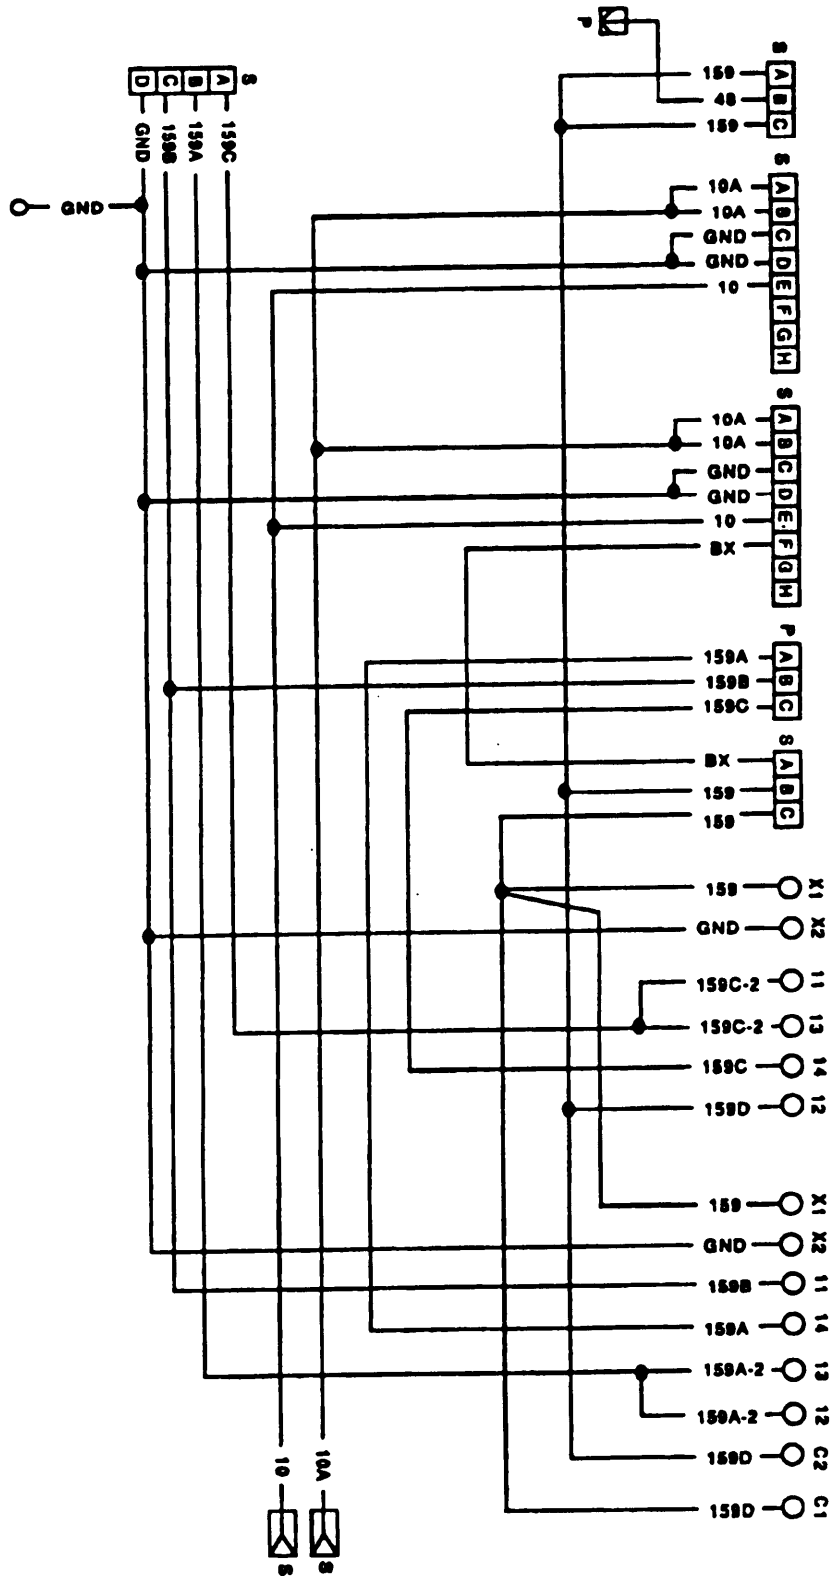 P
S
A 159
B 48
C 159
S
A 10A
B 10A
C GND
D GND
E 10
F
G
H
S
A 10A
B 10A
C GND
D GND
E 10
F BX
G
H
P
A 159A
B 159B
C 159C
S
A BX
B 159
C 159
X1 159
X2 GND
11 159C-2
13 159C-2
14 159C
12 159D
X1 159
X2 GND
11 159B
14 159A
13 159A-2
12 159A-2
C2 159D
C1 159D
S
A 159C
B 159A
C 159B
D GND
GND
10 S
10A S